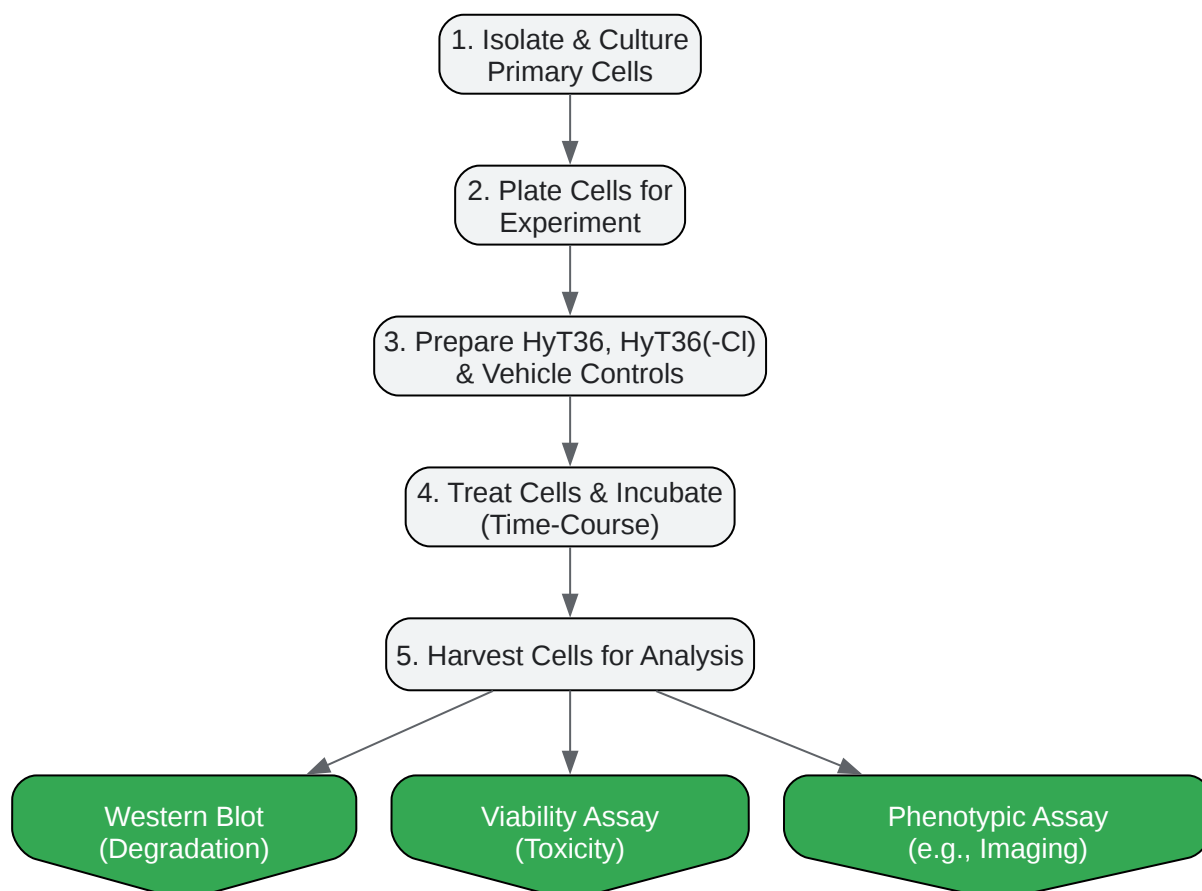 1. Isolate & Culture
Primary Cells
2. Plate Cells for
Experiment
3. Prepare HyT36, HyT36(-Cl)
& Vehicle Controls
4. Treat Cells & Incubate
(Time-Course)
5. Harvest Cells for Analysis
Western Blot
(Degradation)
Viability Assay
(Toxicity)
Phenotypic Assay
(e.g., Imaging)